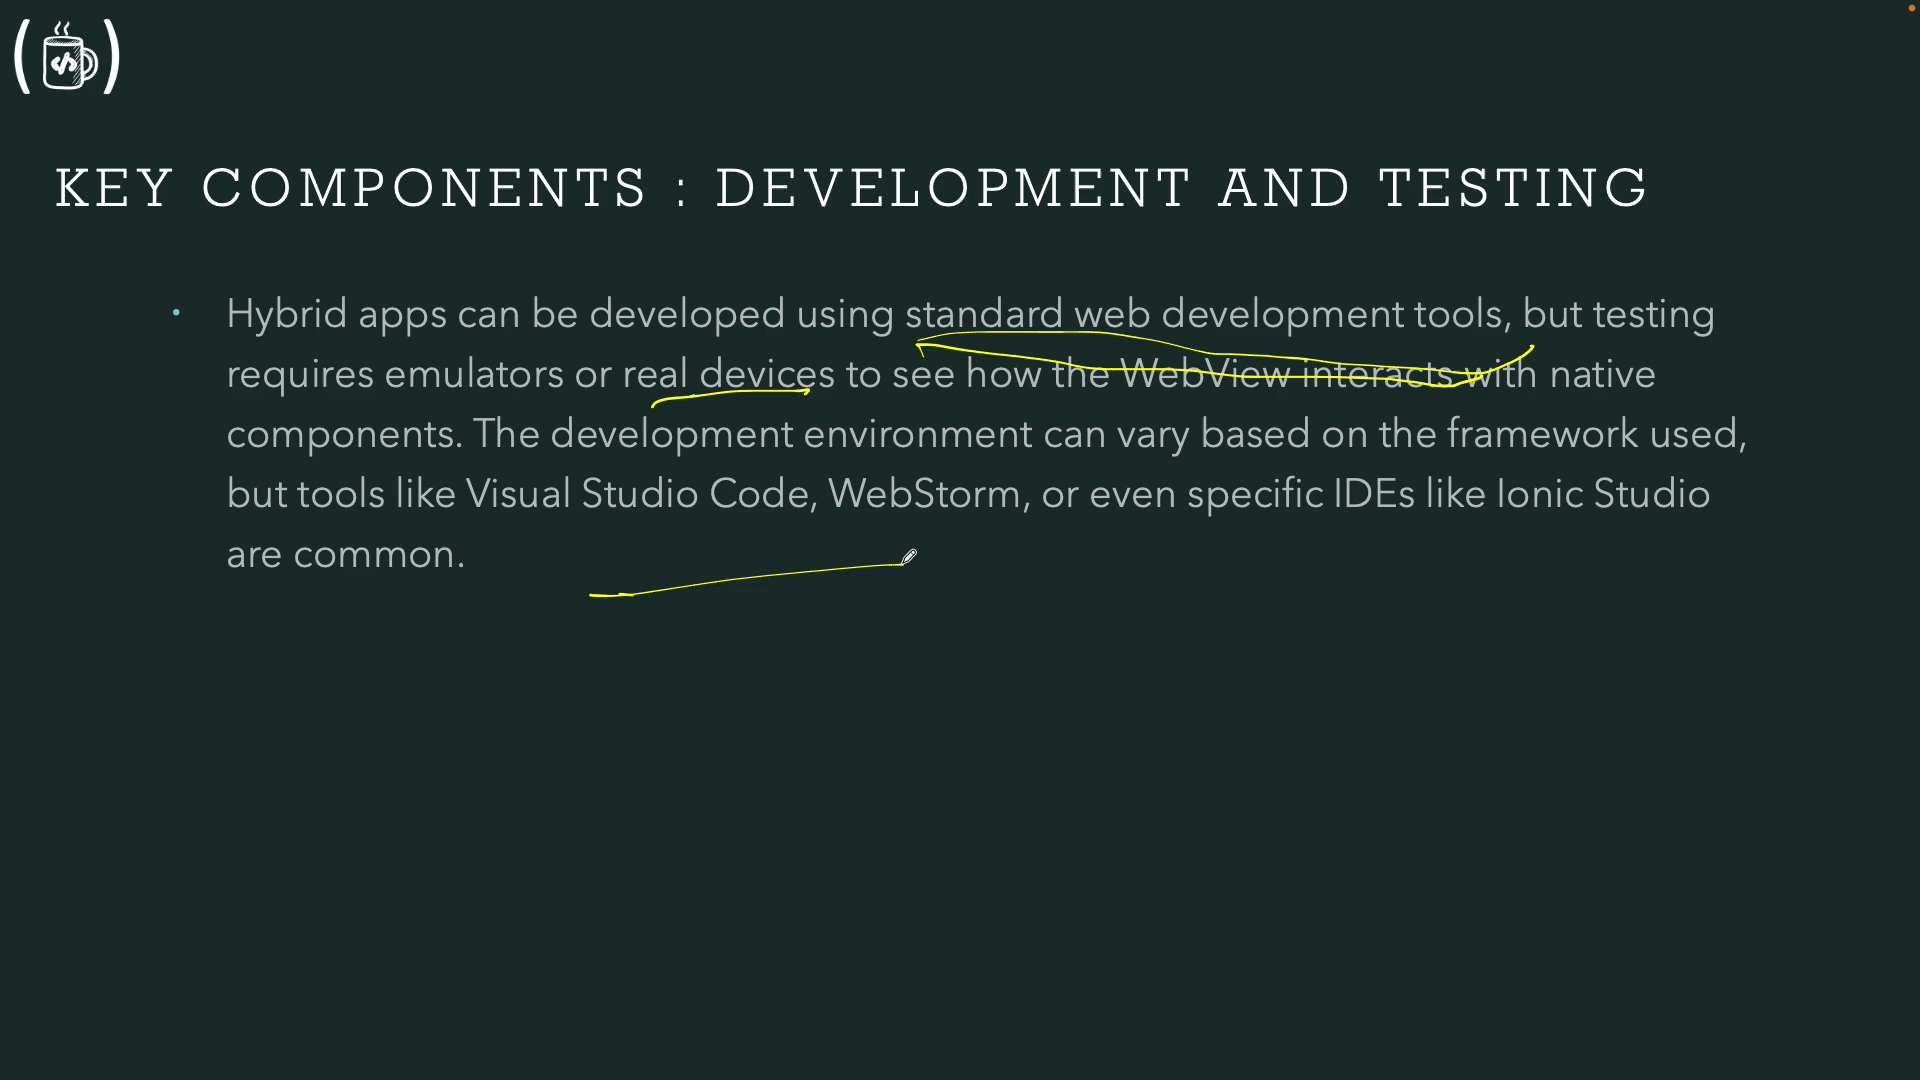 KEY COMPONENTS : DEVELOPMENT AND TESTING
• Hybrid apps can be developed using standard web development tools, but testing
requires emulators or real devices to see how the WebView interacts with native
components. The development environment can vary based on the framework used,
but tools like Visual Studio Code, WebStorm, or even specific IDEs like Ionic Studio
are common.